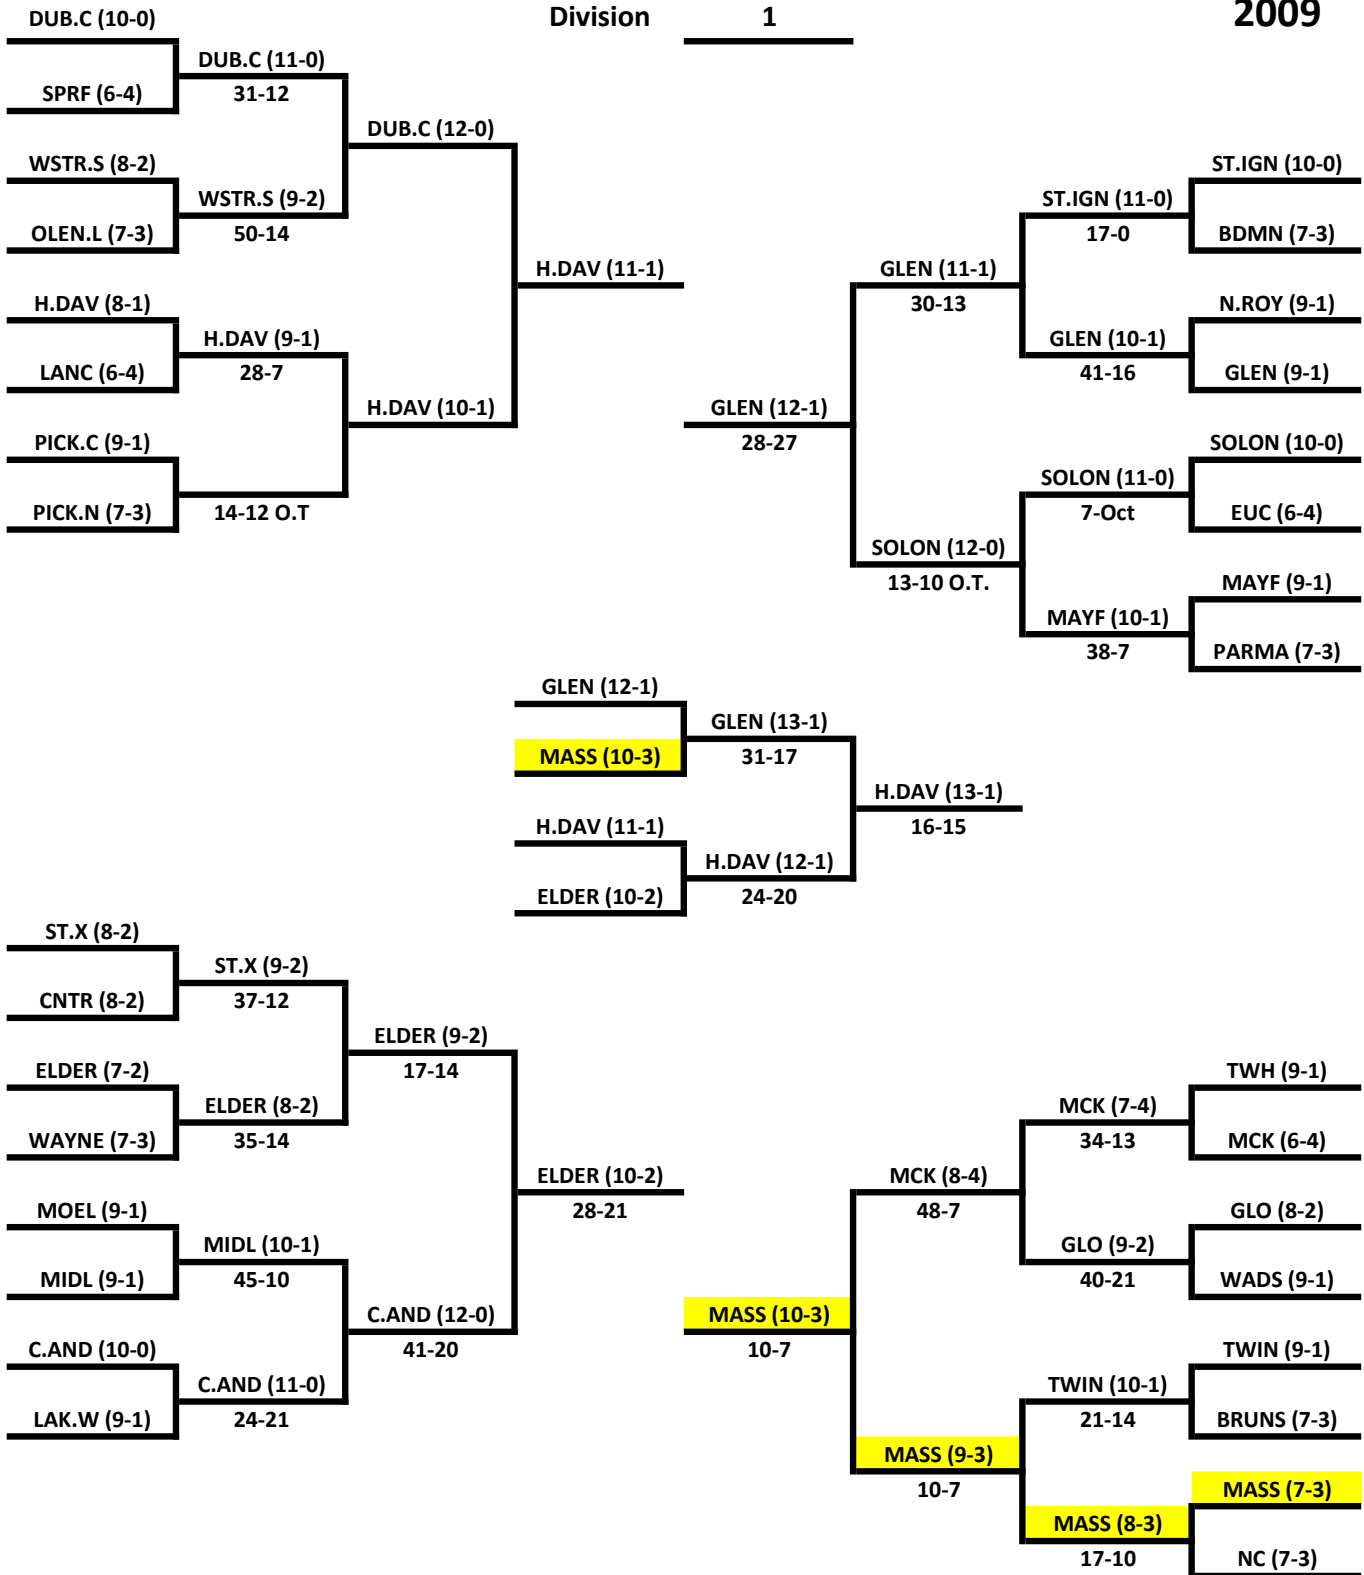 DUB.C (10-0)
Division 1
2009
DUB.C (11-0)
SPRF (6-4)
31-12
DUB.C (12-0)
WSTR.S (8-2)
WSTR.S (9-2)
OLEN.L (7-3)
50-14
H.DAV (11-1)
H.DAV (8-1)
H.DAV (9-1)
LANC (6-4)
28-7
H.DAV (10-1)
PICK.C (9-1)
PICK.N (7-3)
14-12 O.T
ST.IGN (10-0)
ST.IGN (11-0)
17-0
BDMN (7-3)
GLEN (11-1)
30-13
N.ROY (9-1)
GLEN (10-1)
41-16
GLEN (9-1)
GLEN (12-1)
28-27
SOLON (10-0)
SOLON (11-0)
7-Oct
EUC (6-4)
SOLON (12-0)
13-10 O.T.
MAYF (9-1)
MAYF (10-1)
38-7
PARMA (7-3)
GLEN (12-1)
GLEN (13-1)
MASS (10-3)
31-17
H.DAV (13-1)
16-15
H.DAV (11-1)
H.DAV (12-1)
ELDER (10-2)
24-20
ST.X (8-2)
ST.X (9-2)
CNTR (8-2)
37-12
ELDER (9-2)
17-14
ELDER (7-2)
ELDER (8-2)
WAYNE (7-3)
35-14
ELDER (10-2)
28-21
MOEL (9-1)
MIDL (10-1)
MIDL (9-1)
45-10
C.AND (12-0)
41-20
C.AND (10-0)
C.AND (11-0)
LAK.W (9-1)
24-21
TWH (9-1)
MCK (7-4)
34-13
MCK (6-4)
MCK (8-4)
48-7
GLO (8-2)
GLO (9-2)
40-21
WADS (9-1)
MASS (10-3)
10-7
TWIN (9-1)
TWIN (10-1)
21-14
BRUNS (7-3)
MASS (9-3)
10-7
MASS (7-3)
MASS (8-3)
17-10
NC (7-3)